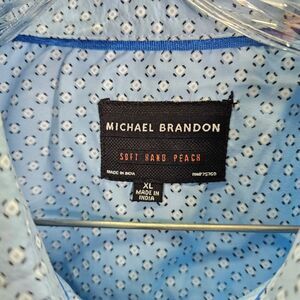 MICHAEL BRANDON
SOFT HAND PEACH
MADE IN INDIA
XL
MADE IN
INDIA